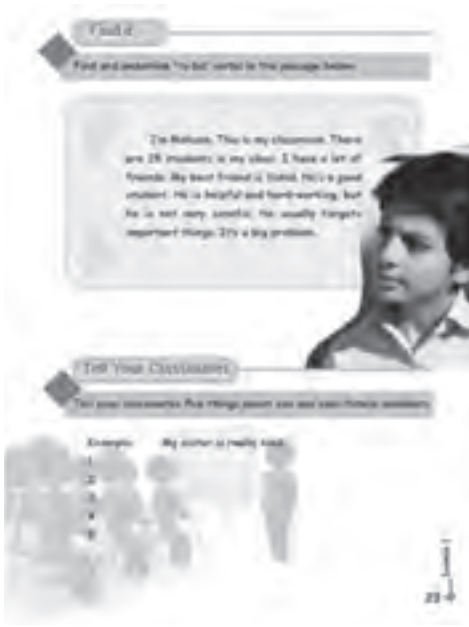 Find it
Find and underline "to be" verbs in the passage below.
I'm Mohsen. This is my classroom. There
are 28 students in my class. I have a lot of
friends. My best friend is He's a good
student. He is helpful and hard-working, but
he is not very careful. He usually forgets
important things. It's a big problem.
Tell Your Classmates
Tell your classmates five things about you and your family members.
Example: My sister is really kind.
1.
2.
3.
4.
5.
Lesson 1